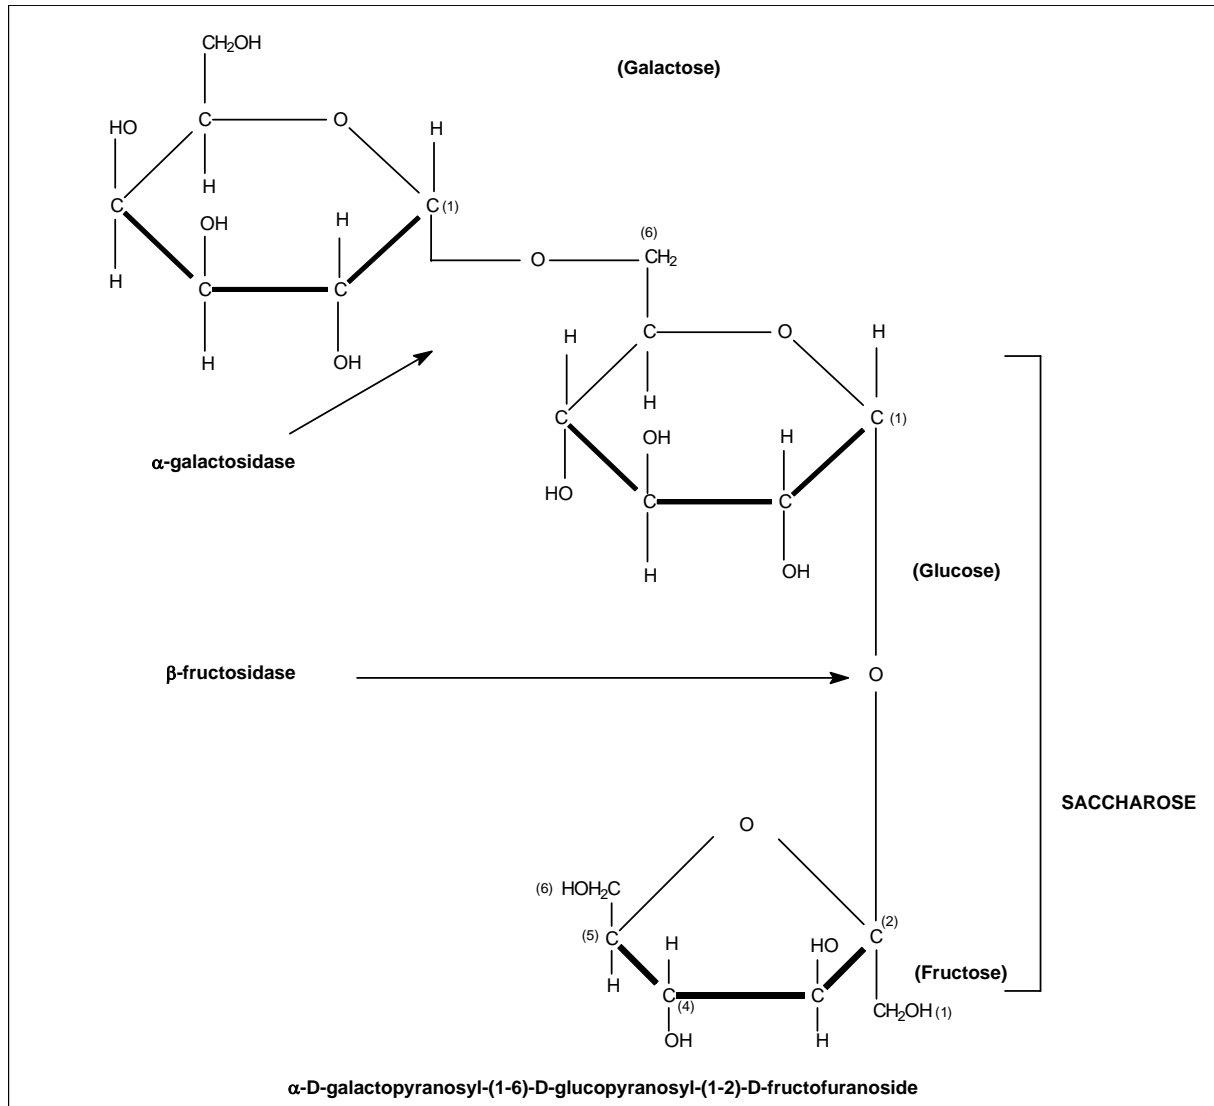 CH2OH
(Galactose)
C
O
HO
H
H
C
C (1)
OH
H
H
C
C
H
OH
(6)
O
CH2
C
O
H
H
H
C
C (1)
OH
H
HO
C
C
H
OH
α-galactosidase
(Glucose)
β-fructosidase
O
SACCHAROSE
O
(6) HOH2C
(5) C
C (2)
H
HO
H
(Fructose)
C (4)
C
CH2OH (1)
OH
H
α-D-galactopyranosyl-(1-6)-D-glucopyranosyl-(1-2)-D-fructofuranoside